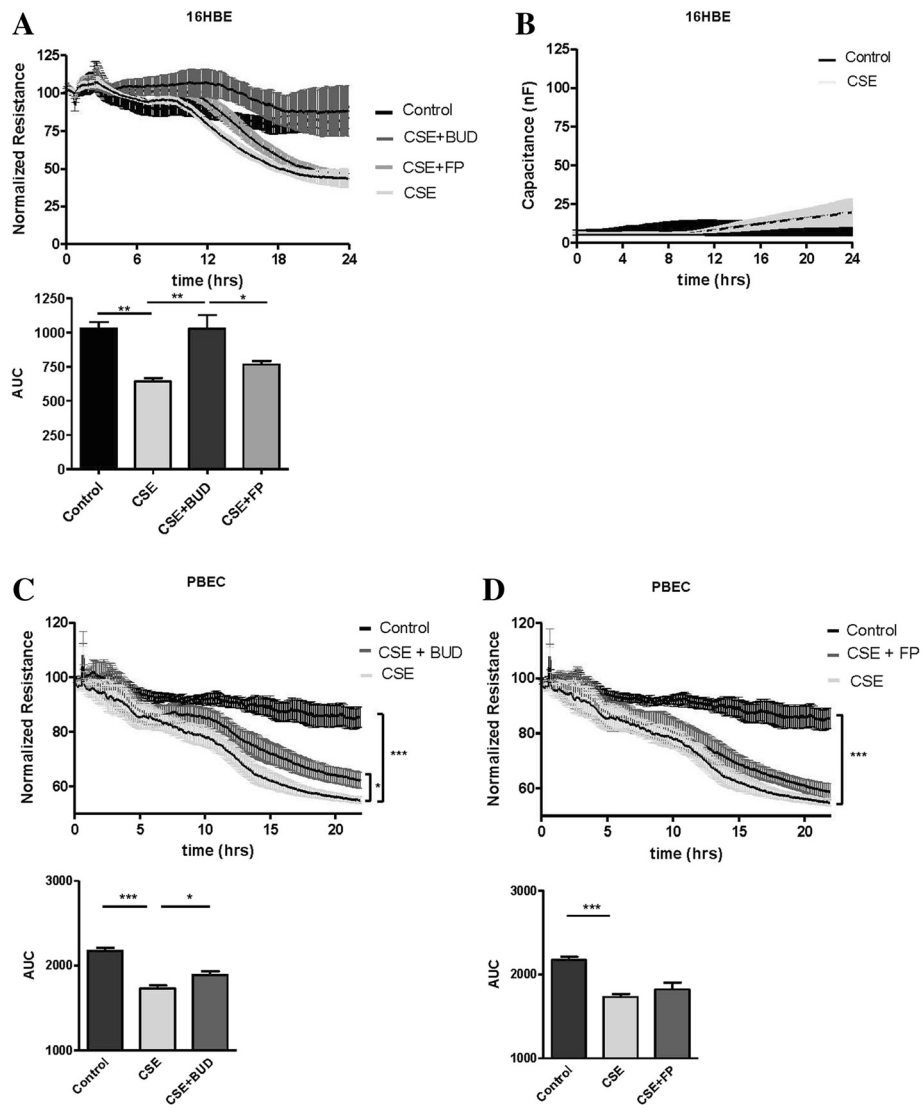 A
16HBE
Normalized Resistance
125
100
75
50
25
0
0 6 12 18 24
time (hrs)
Control
CSE+BUD
CSE+FP
CSE
AUC
1250
1000
750
500
250
0
** ** *
Control CSE CSE+BUD CSE+FP
B
16HBE
Capacitance (nF)
125
100
75
50
25
0
0 4 8 12 16 20 24
time (hrs)
Control
CSE
C
PBEC
Normalized Resistance
120
100
80
60
0 5 10 15 20
time (hrs)
Control
CSE + BUD
CSE
***
*
AUC
3000
2000
1000
*** *
Control CSE CSE+BUD
D
PBEC
Normalized Resistance
120
100
80
60
0 5 10 15 20
time (hrs)
Control
CSE + FP
CSE
***
AUC
3000
2000
1000
***
Control CSE CSE+FP